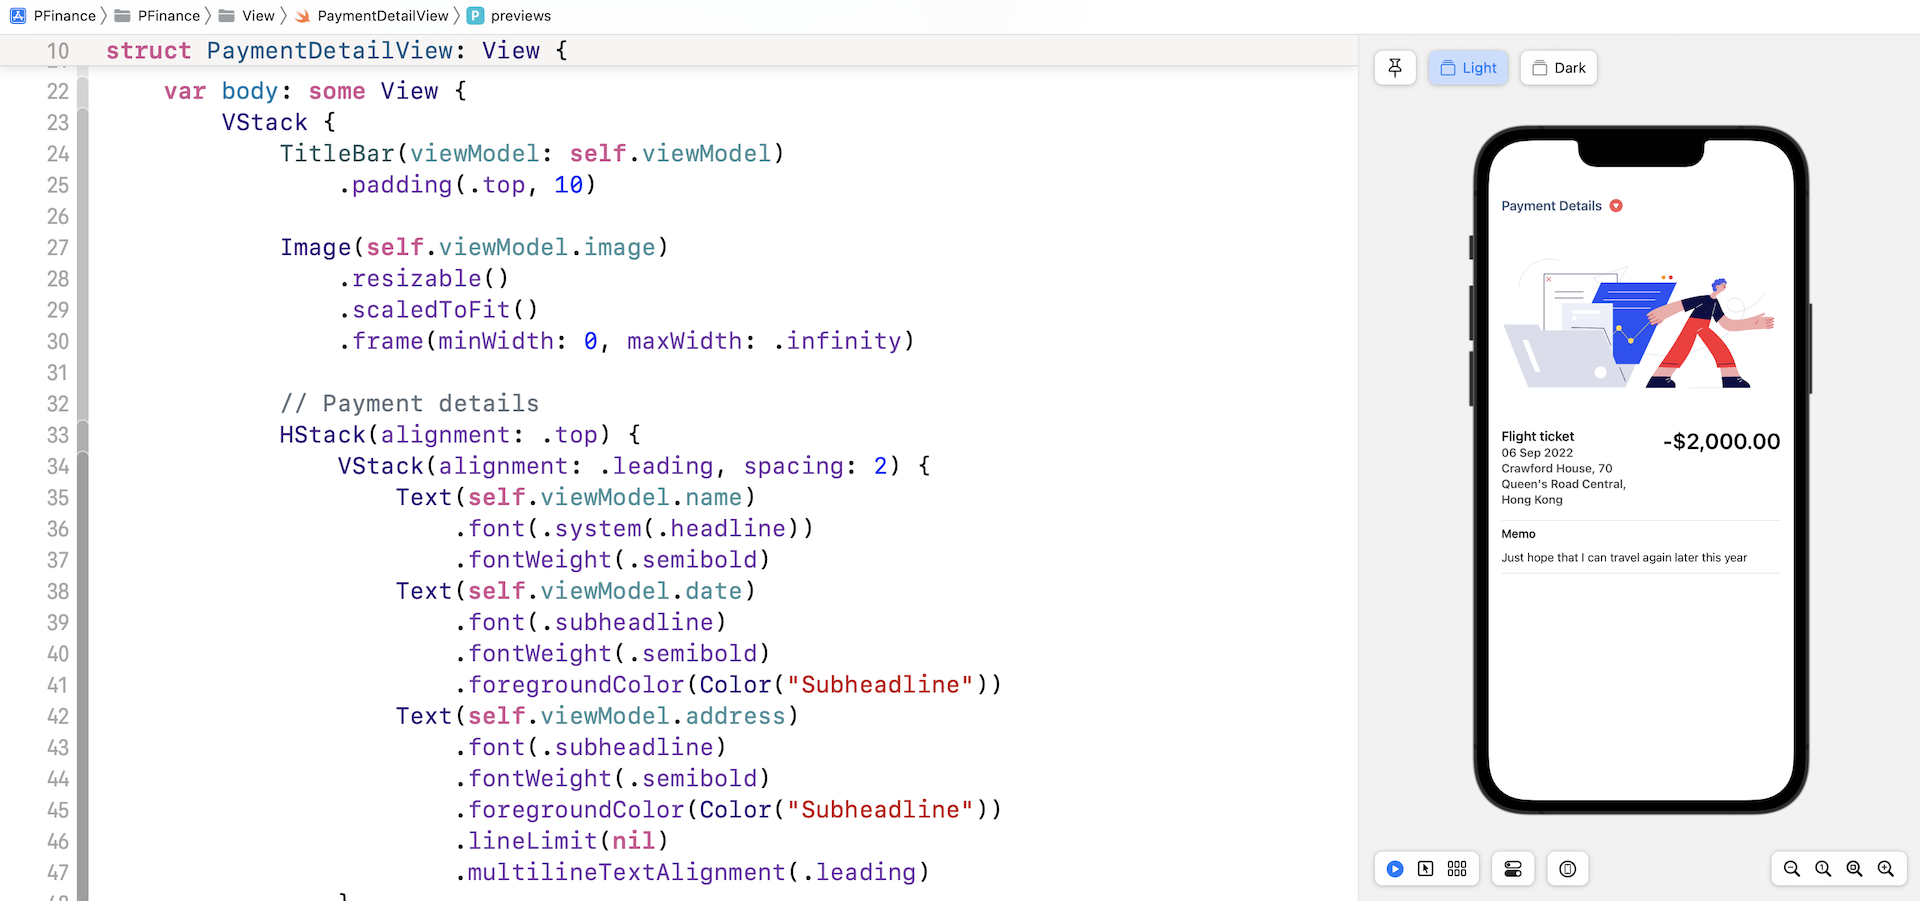 PFinance PFinance View PaymentDetailView P previews
10 struct PaymentDetailView: View {
22 var body: some View {
23 VStack {
24 TitleBar(viewModel: self.viewModel)
25 .padding(.top, 10)
26
27 Image(self.viewModel.image)
28 .resizable()
29 .scaledToFit()
30 .frame(minWidth: 0, maxWidth: .infinity)
31
32 // Payment details
33 HStack(alignment: .top) {
34 VStack(alignment: .leading, spacing: 2) {
35 Text(self.viewModel.name)
36 .font(.system(.headline))
37 .fontWeight(.semibold)
38 Text(self.viewModel.date)
39 .font(.subheadline)
40 .fontWeight(.semibold)
41 .foregroundColor(Color("Subheadline"))
42 Text(self.viewModel.address)
43 .font(.subheadline)
44 .fontWeight(.semibold)
45 .foregroundColor(Color("Subheadline"))
46 .lineLimit(nil)
47 .multilineTextAlignment(.leading)
Light Dark
Payment Details
Flight ticket
-$2,000.00
06 Sep 2022
Crawford House, 70
Queen's Road Central,
Hong Kong
Memo
Just hope that I can travel again later this year